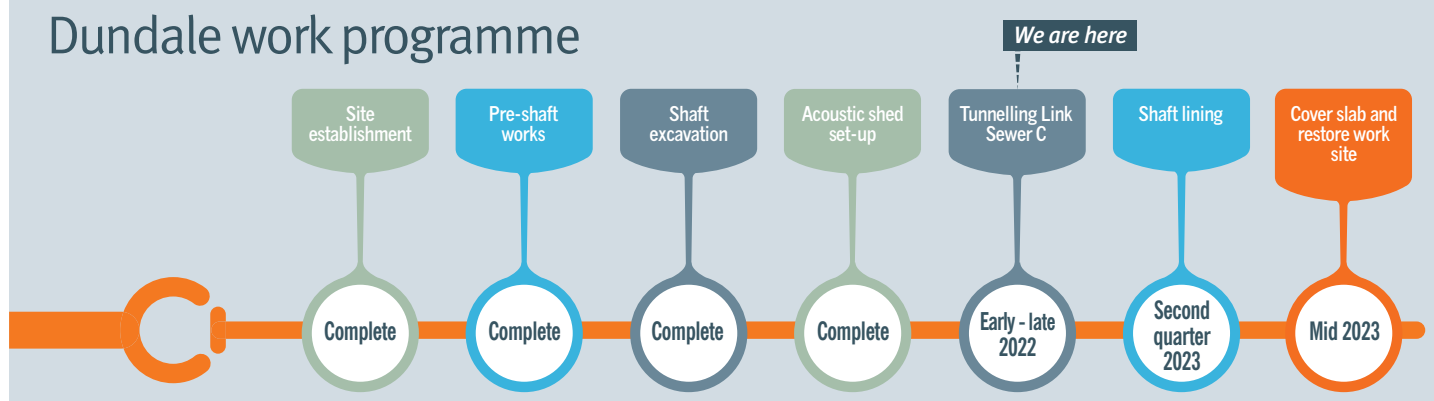 Dundale work programme
We are here
Site
establishment
Pre-shaft
works
Shaft
excavation
Acoustic shed
set-up
Tunnelling Link
Sewer C
Shaft lining
Cover slab and
restore work
site
Complete
Complete
Complete
Complete
Early - late
2022
Second
quarter
2023
Mid 2023